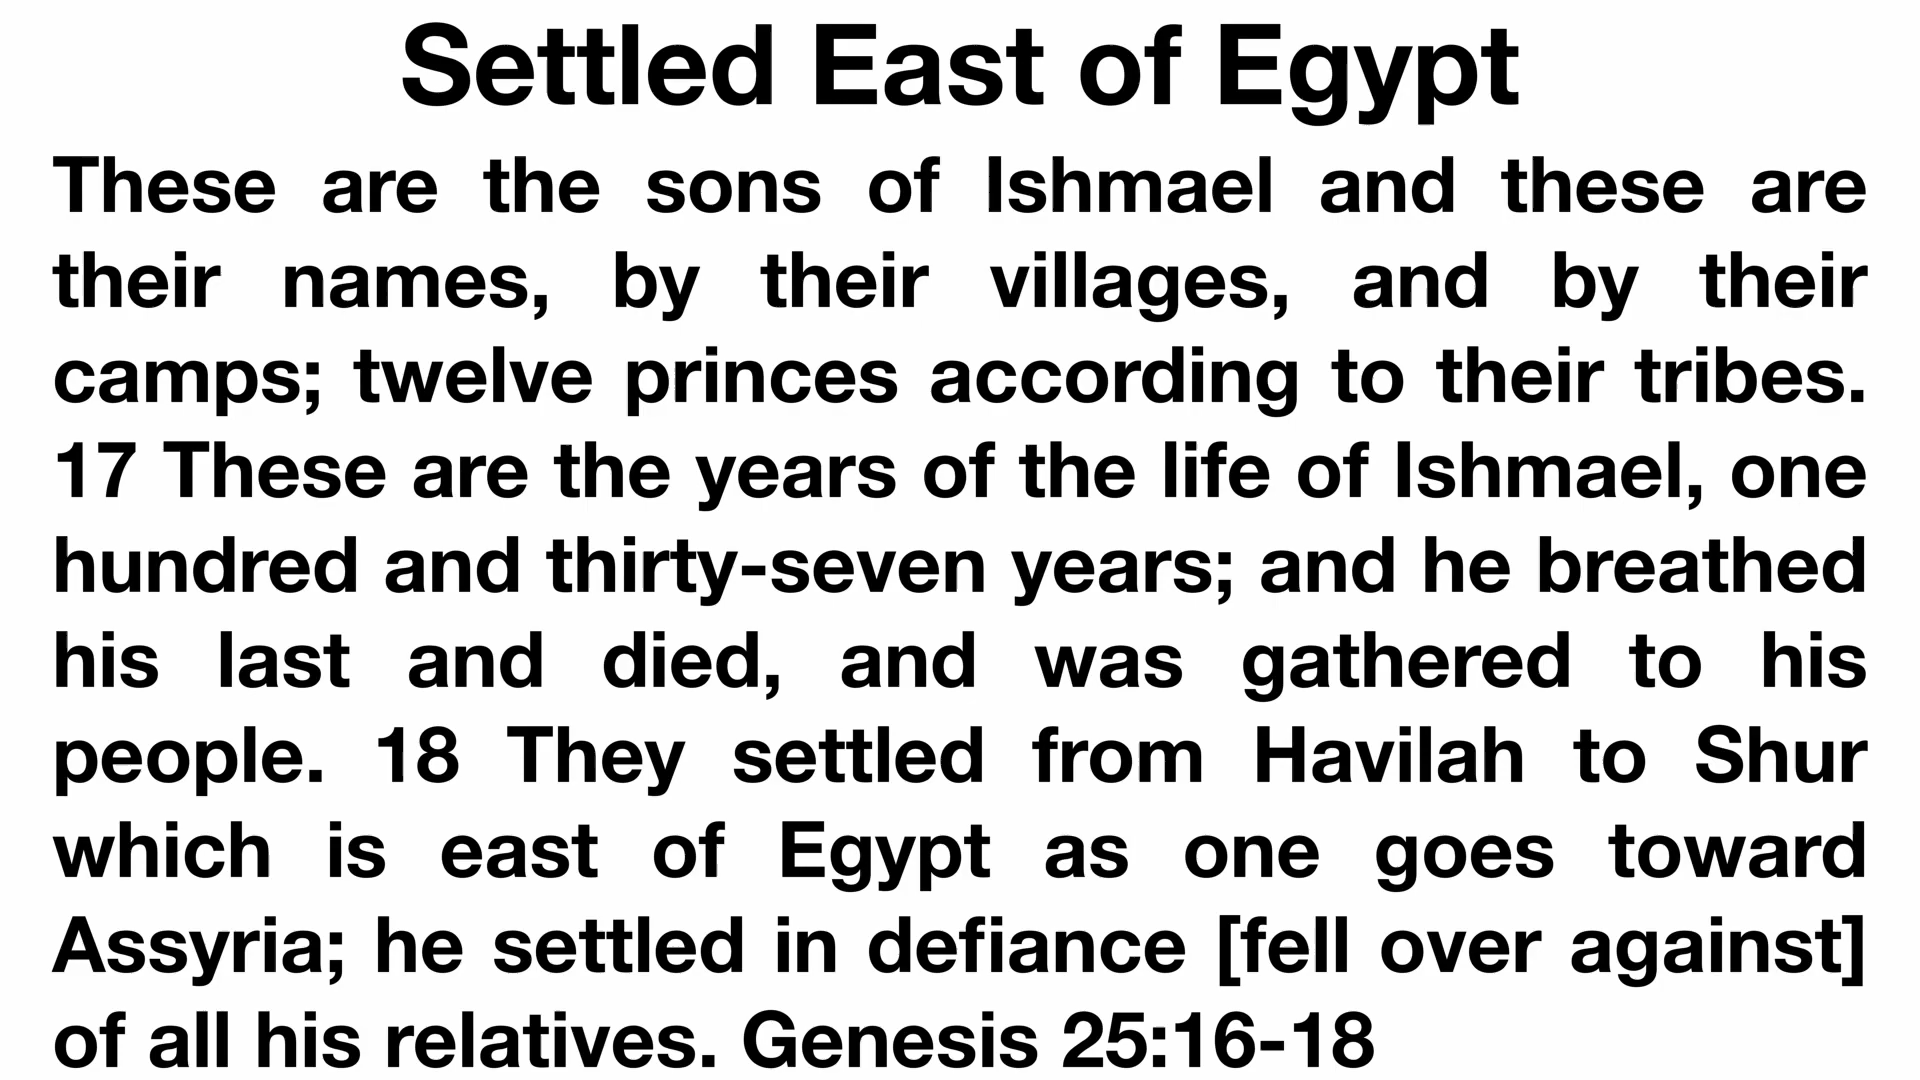 Settled East of Egypt
These are the sons of Ishmael and these are
their names, by their villages, and by their
camps; twelve princes according to their tribes.
17 These are the years of the life of Ishmael, one
hundred and thirty-seven years; and he breathed
his last and died, and was gathered to his
people. 18 They settled from Havilah to Shur
which is east of Egypt as one goes toward
Assyria; he settled in defiance [fell over against]
of all his relatives. Genesis 25:16-18